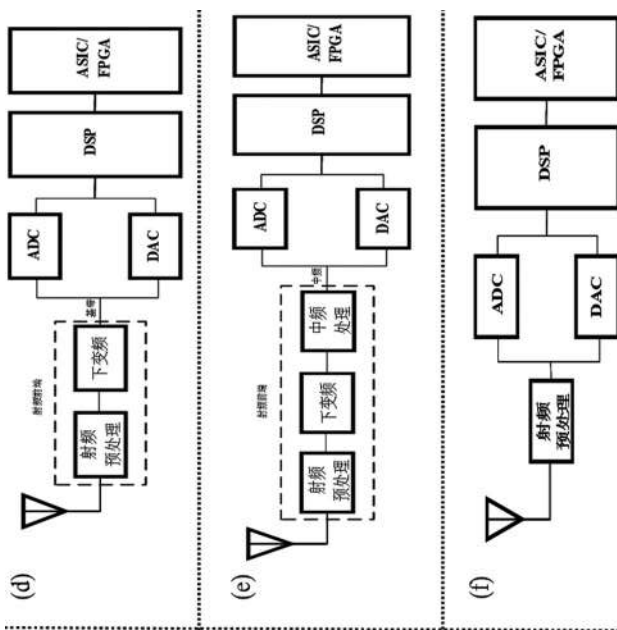 (d)
射频前端
射频
预处理
下变频
基带
ADC
DAC
DSP
ASIC/
FPGA
(e)
射频前端
射频
预处理
下变频
中频
处理
中频
ADC
DAC
DSP
ASIC/
FPGA
(f)
射频
预处理
ADC
DAC
DSP
ASIC/
FPGA